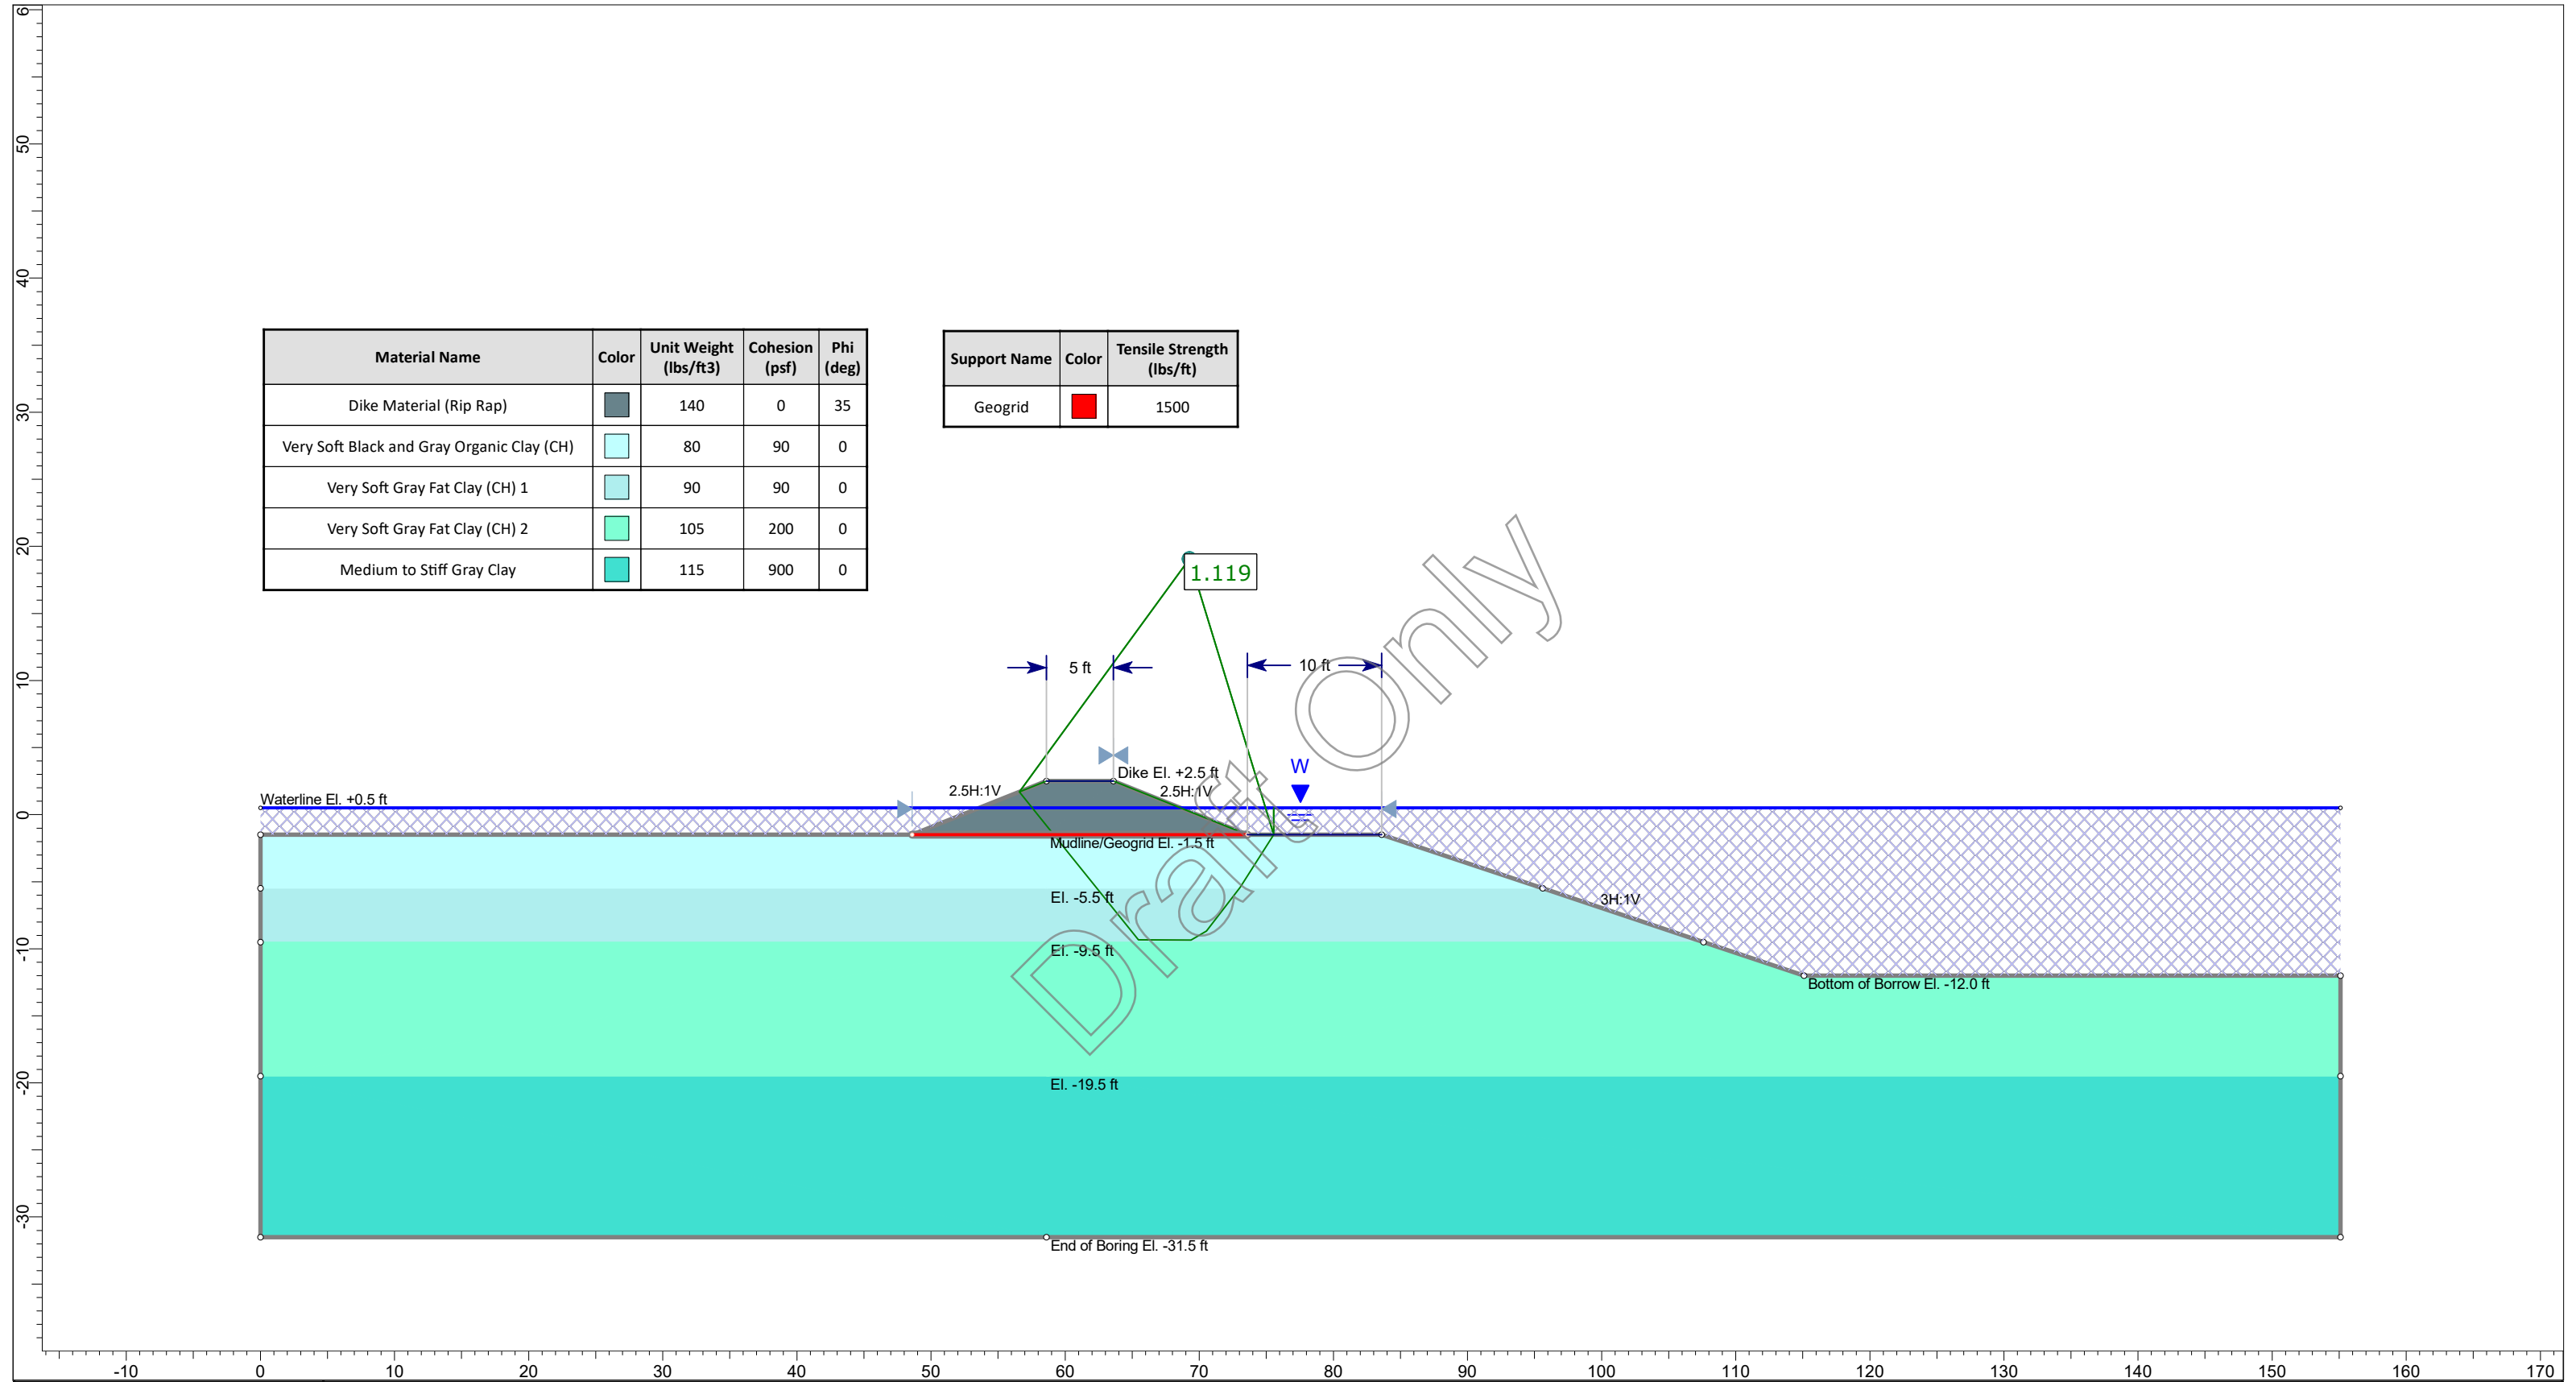 6
50
40
30
20
10
0
-10
-20
-30
Material Name Color Unit Weight (lbs/ft3) Cohesion (psf) Phi (deg)
Dike Material (Rip Rap) 140 0 35
Very Soft Black and Gray Organic Clay (CH) 80 90 0
Very Soft Gray Fat Clay (CH) 1 90 90 0
Very Soft Gray Fat Clay (CH) 2 105 200 0
Medium to Stiff Gray Clay 115 900 0
Support Name Color Tensile Strength (lbs/ft)
Geogrid 1500
1.119
5 ft
10 ft
W
Dike El. +2.5 ft
2.5H:1V
2.5H:1V
Waterline El. +0.5 ft
Mudline/Geogrid El. -1.5 ft
El. -5.5 ft
3H:1V
El. -9.5 ft
Bottom of Borrow El. -12.0 ft
El. -19.5 ft
End of Boring El. -31.5 ft
Draft Only
-10 0 10 20 30 40 50 60 70 80 90 100 110 120 130 140 150 160 170